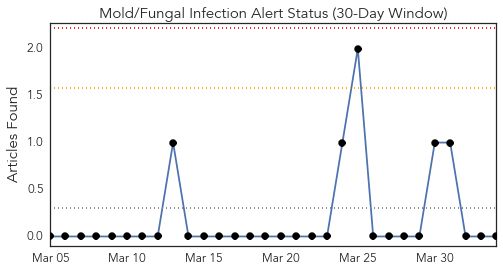 Mold/Fungal Infection Alert Status (30-Day Window)
Articles Found
2.0
1.5
1.0
0.5
0.0
Mar 05
Mar 10
Mar 15
Mar 20
Mar 25
Mar 30